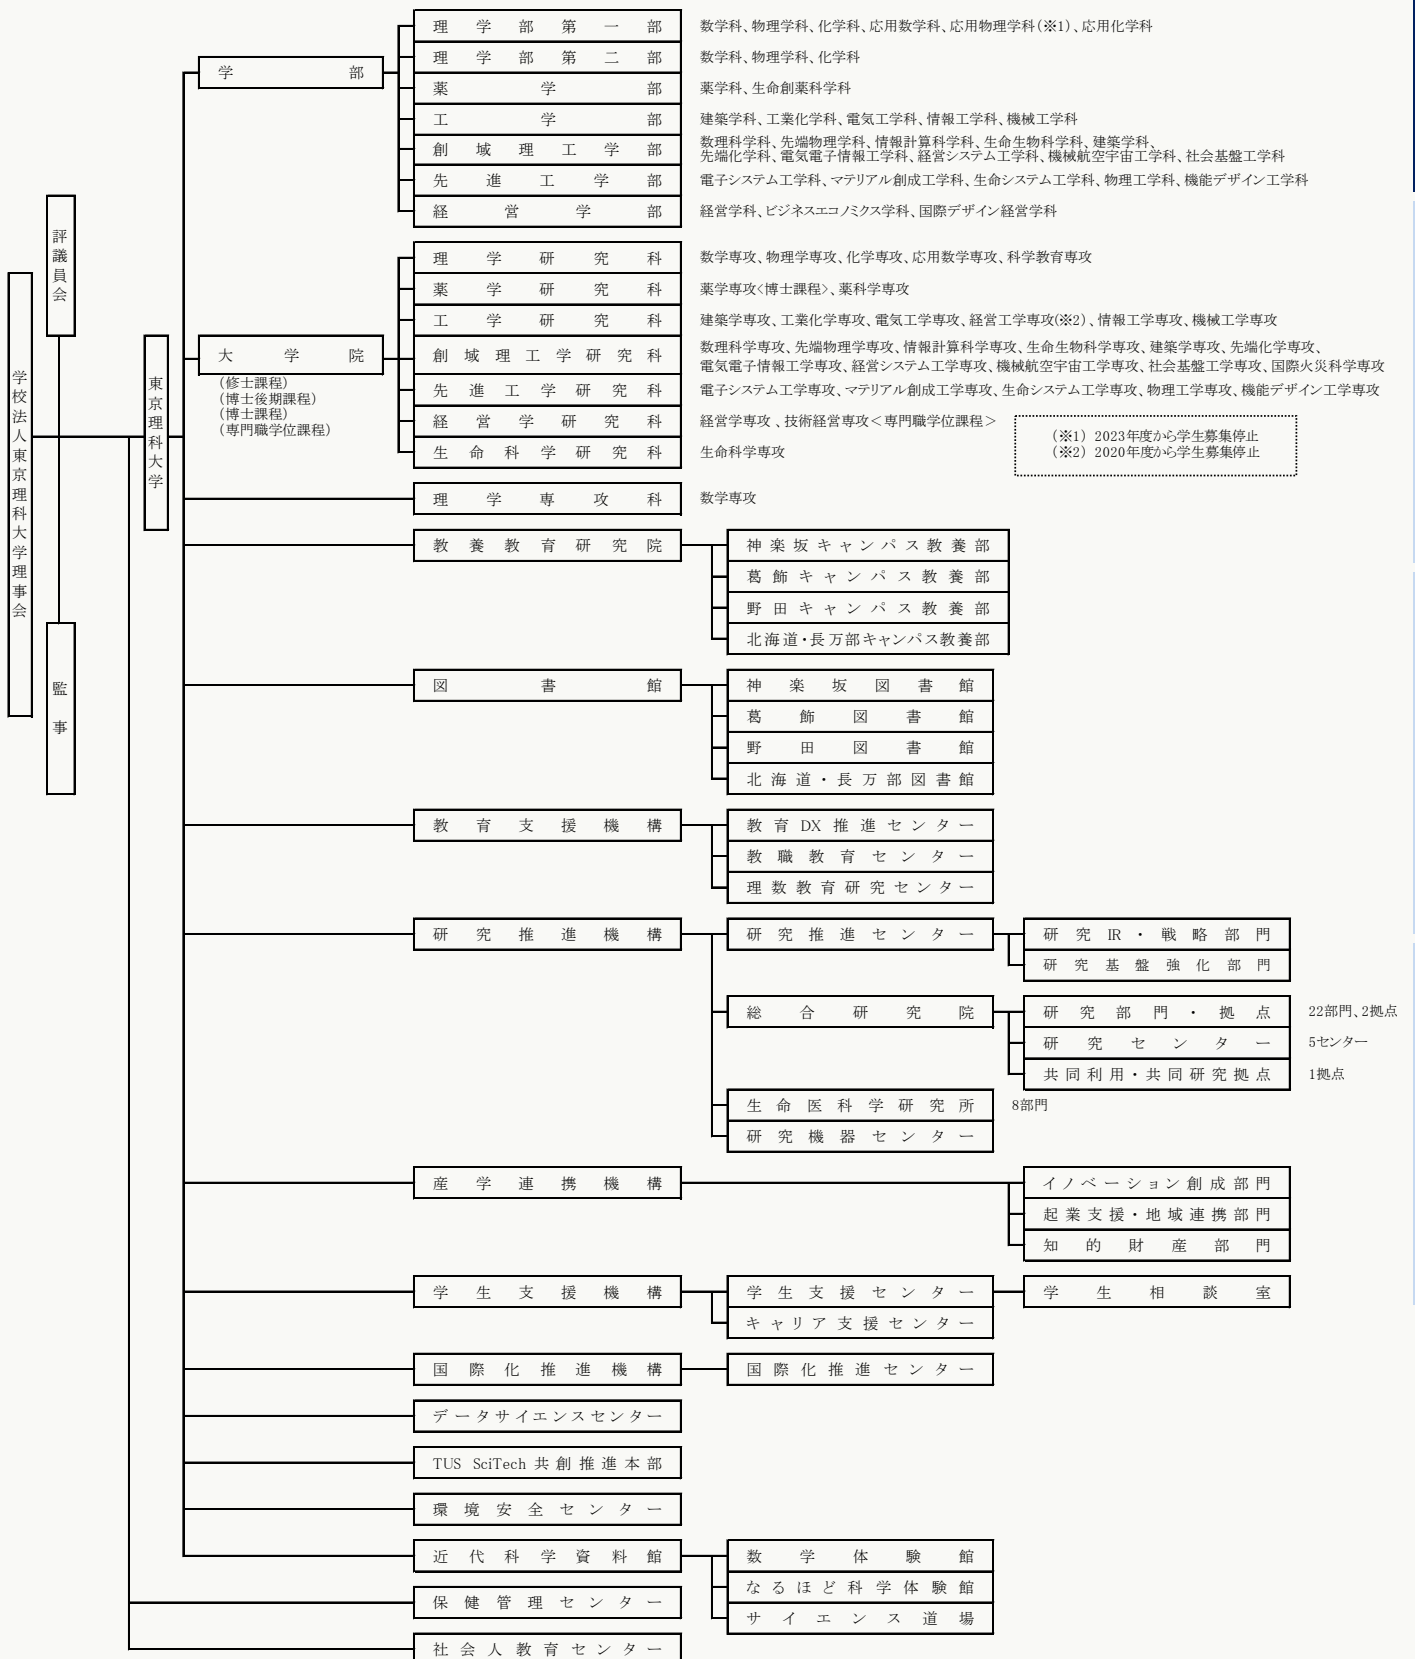 学校法人東京理科大学理事会
評議員会
監事
東京理科大学
学部
理学部第一部
数学科、物理学科、化学科、応用数学科、応用物理学科(※1)、応用化学科
理学部第二部
数学科、物理学科、化学科
薬学部
薬学科、生命創薬科学科
工学部
建築学科、工業化学科、電気工学科、情報工学科、機械工学科
創域理工学部
数理科学科、先端物理学科、情報計算科学科、生命生物科学科、建築学科、
先端化学科、電気電子情報工学科、経営システム工学科、機械航空宇宙工学科、社会基盤工学科
先進工学部
電子システム工学科、マテリアル創成工学科、生命システム工学科、物理工学科、機能デザイン工学科
経営学部
経営学科、ビジネスエコノミクス学科、国際デザイン経営学科
大学院
(修士課程)
(博士後期課程)
(博士課程)
(専門職学位課程)
理学研究科
数学専攻、物理学専攻、化学専攻、応用数学専攻、科学教育専攻
薬学研究科
薬学専攻<博士課程>、薬科学専攻
工学研究科
建築学専攻、工業化学専攻、電気工学専攻、経営工学専攻(※2)、情報工学専攻、機械工学専攻
創域理工学研究科
数理科学専攻、先端物理学専攻、情報計算科学専攻、生命生物科学専攻、建築学専攻、先端化学専攻、
電気電子情報工学専攻、経営システム工学専攻、機械航空宇宙工学専攻、社会基盤工学専攻、国際火災科学専攻
先進工学研究科
電子システム工学専攻、マテリアル創成工学専攻、生命システム工学専攻、物理工学専攻、機能デザイン工学専攻
経営学研究科
経営学専攻、技術経営専攻<専門職学位課程>
生命科学研究科
生命科学専攻
(※1) 2023年度から学生募集停止
(※2) 2020年度から学生募集停止
理学専攻科
数学専攻
教養教育研究院
神楽坂キャンパス教養部
葛飾キャンパス教養部
野田キャンパス教養部
北海道・長万部キャンパス教養部
図書館
神楽坂図書館
葛飾図書館
野田図書館
北海道・長万部図書館
教育支援機構
教育DX推進センター
教職教育センター
理数教育研究センター
研究推進機構
研究推進センター
研究IR・戦略部門
研究基盤強化部門
総合研究院
研究部門・拠点
22部門、2拠点
研究センター
5センター
共同利用・共同研究拠点
1拠点
生命医科学研究所
8部門
研究機器センター
産学連携機構
イノベーション創成部門
起業支援・地域連携部門
知的財産部門
学生支援機構
学生支援センター
学生相談室
キャリア支援センター
国際化推進機構
国際化推進センター
データサイエンスセンター
TUS SciTech 共創推進本部
環境安全センター
近代科学資料館
数学体験館
なるほど科学体験館
サイエンス道場
保健管理センター
社会人教育センター